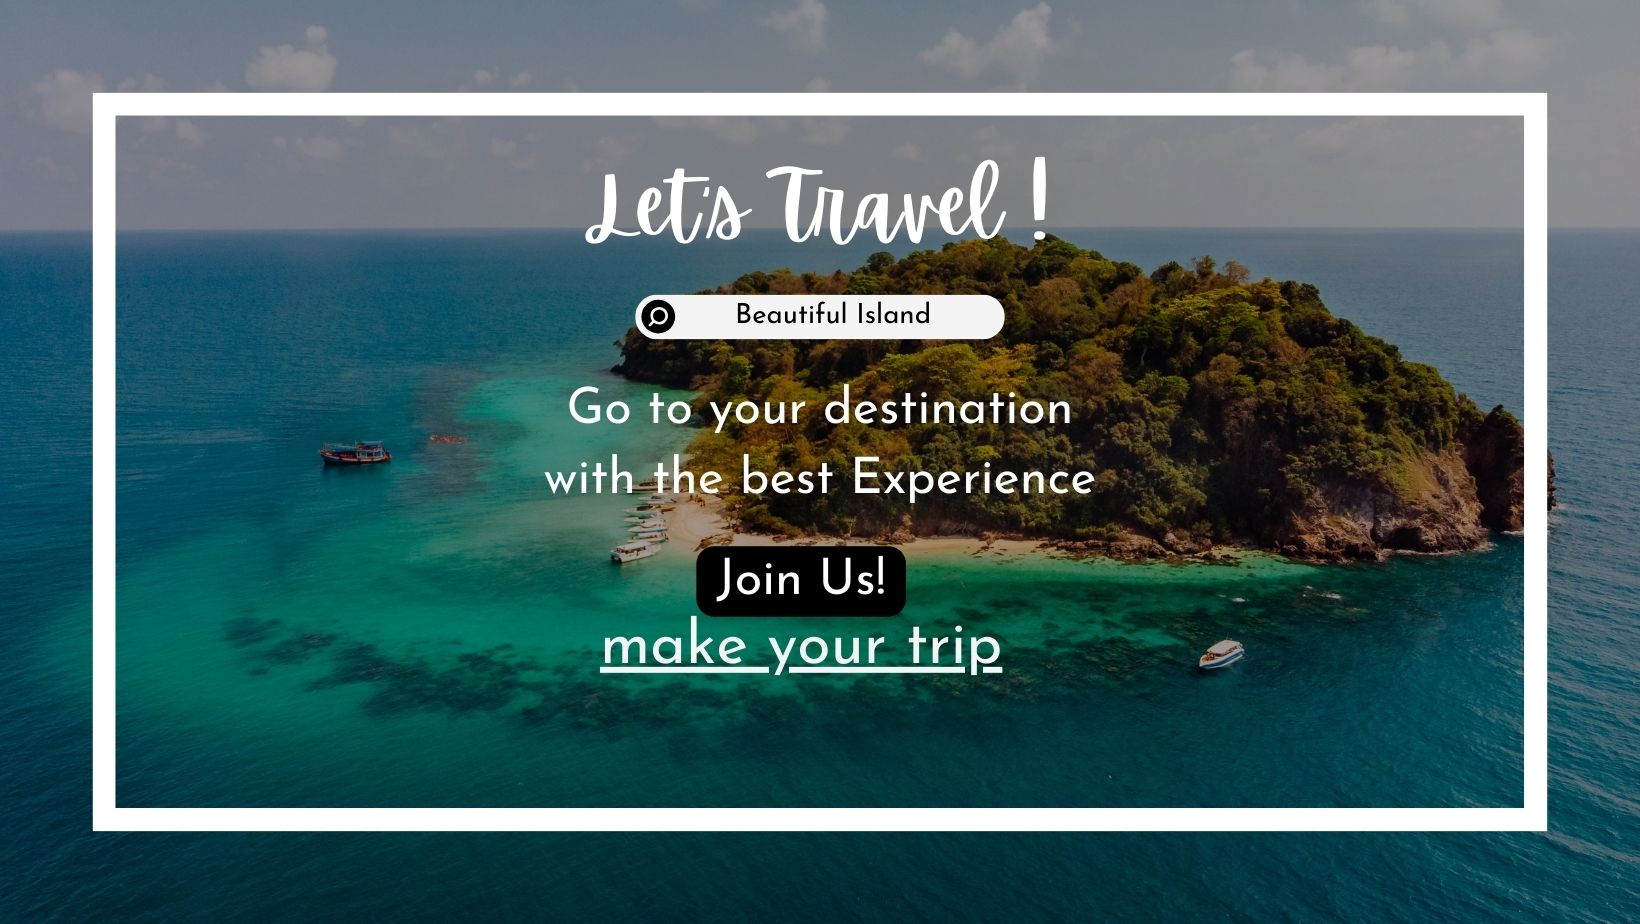 Let's Travel !
Beautiful Island
Go to your destination
with the best Experience
Join Us!
make your trip